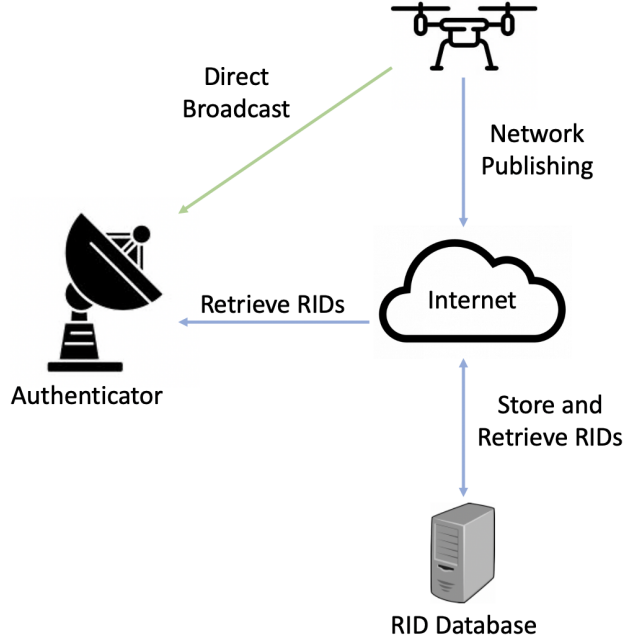 Direct
Broadcast
Network
Publishing
Internet
Retrieve RIDs
Authenticator
Store and
Retrieve RIDs
RID Database